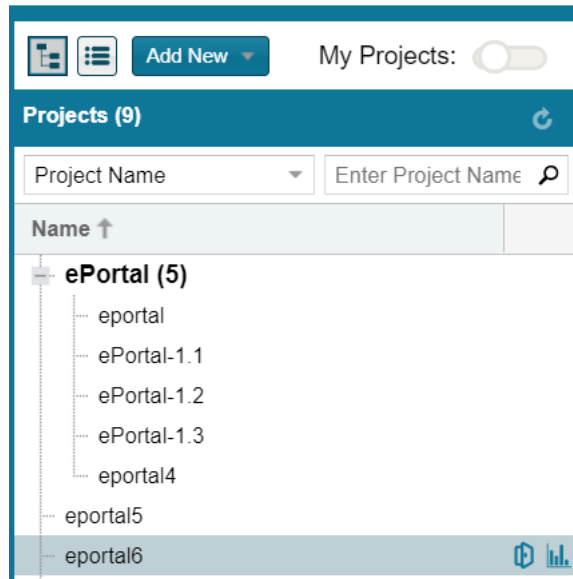 Add New My Projects:
Projects (9)
Project Name Enter Project Name
Name
ePortal (5)
eportal
ePortal-1.1
ePortal-1.2
ePortal-1.3
eportal4
eportal5
eportal6